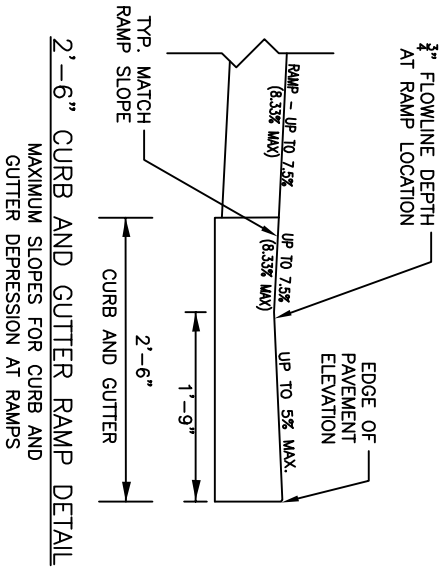 3/4" FLOWLINE DEPTH
AT RAMP LOCATION
EDGE OF
PAVEMENT
ELEVATION
RAMP - UP TO 7.5%
(8.33% MAX)
UP TO 7.5%
(8.33% MAX)
UP TO 5% MAX.
TYP. MATCH
RAMP SLOPE
1'-9"
2'-6"
CURB AND GUTTER
2'-6" CURB AND GUTTER RAMP DETAIL
MAXIMUM SLOPES FOR CURB AND
GUTTER DEPRESSION AT RAMPS